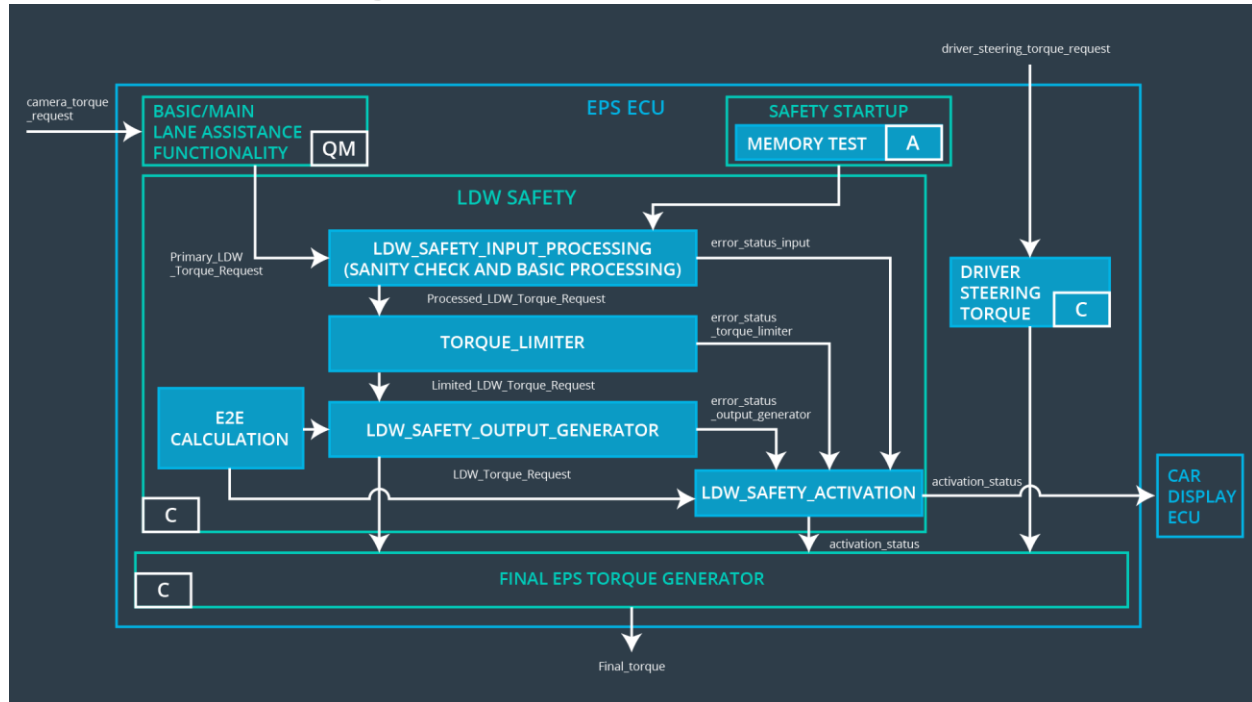 driver_steering_torque_request
camera_torque
_request
BASIC/MAIN
LANE ASSISTANCE
FUNCTIONALITY
QM
EPS ECU
SAFETY STARTUP
MEMORY TEST
A
LDW SAFETY
Primary_LDW
_Torque_Request
LDW_SAFETY_INPUT_PROCESSING
(SANITY CHECK AND BASIC PROCESSING)
error_status_input
DRIVER
STEERING
TORQUE
C
Processed_LDW_Torque_Request
TORQUE_LIMITER
error_status
_torque_limiter
Limited_LDW_Torque_Request
E2E
CALCULATION
LDW_SAFETY_OUTPUT_GENERATOR
error_status
_output_generator
LDW_Torque_Request
LDW_SAFETY_ACTIVATION
activation_status
CAR
DISPLAY
ECU
C
activation_status
FINAL EPS TORQUE GENERATOR
C
Final_torque